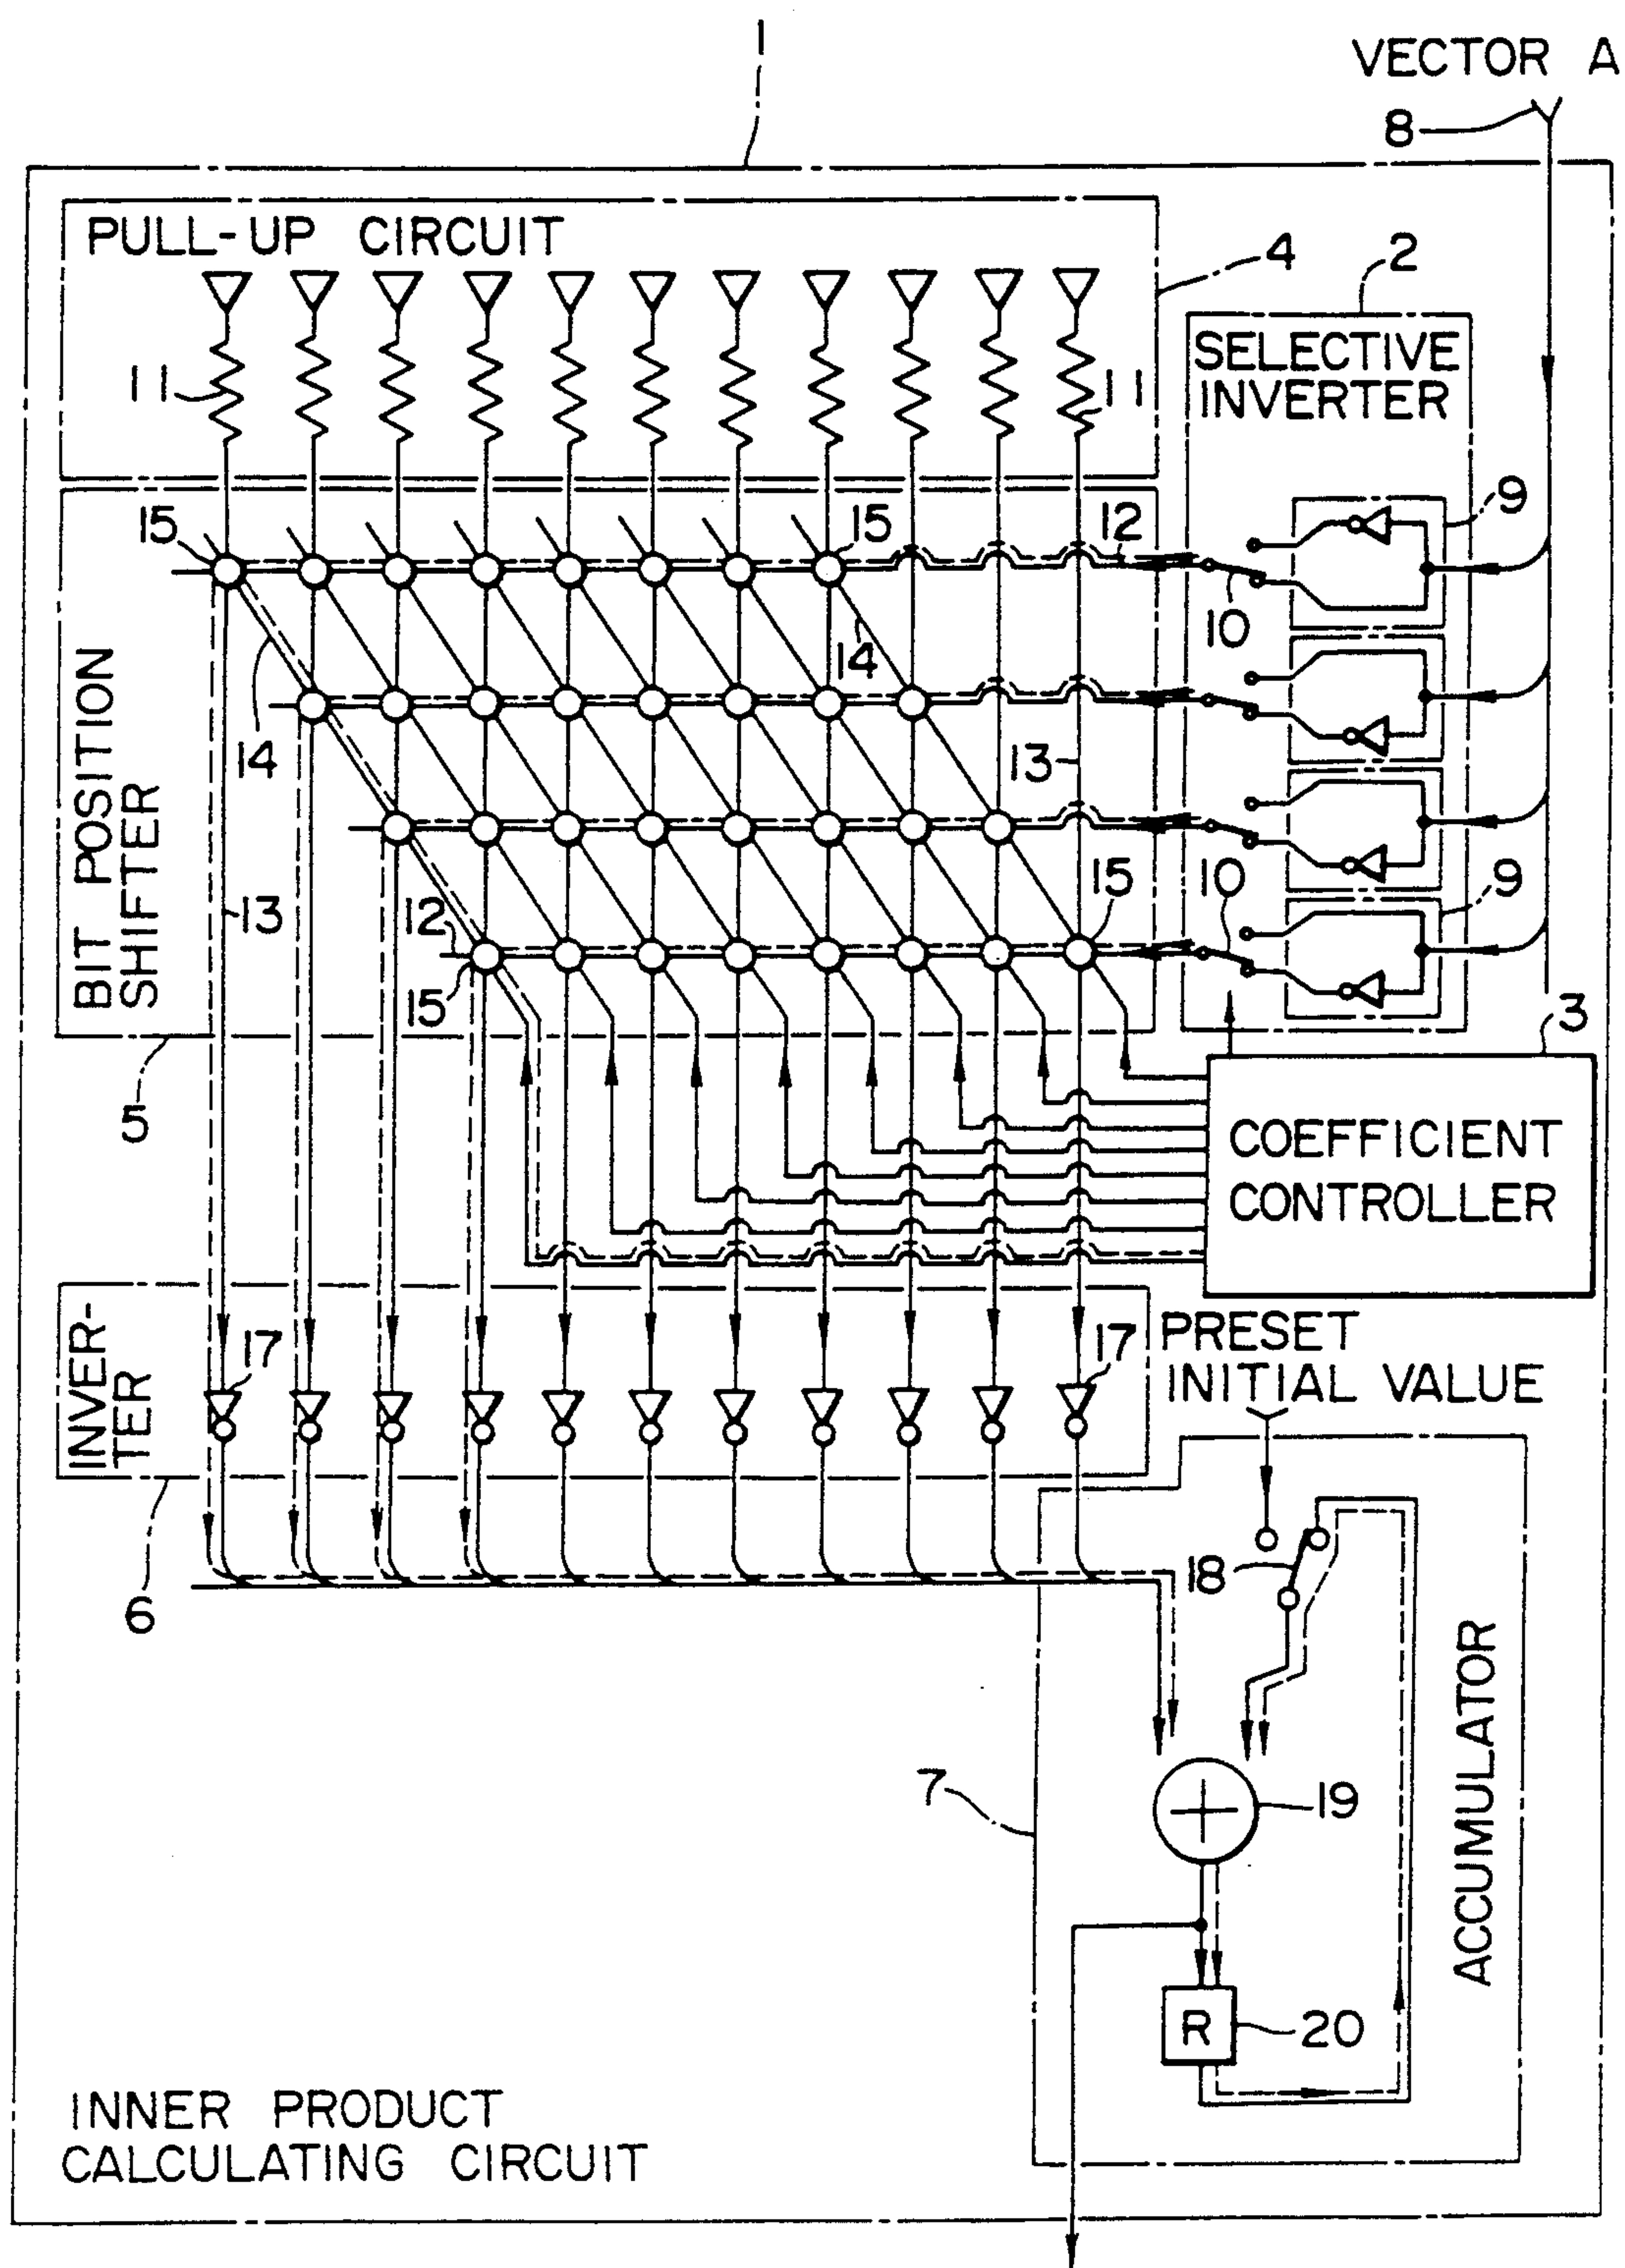 1
VECTOR A
8
PULL-UP CIRCUIT
4
2
SELECTIVE
INVERTER
11
11
9
15
15
12
10
14
14
13
BIT POSITION
SHIFTER
10
15
9
13
12
15
3
5
COEFFICIENT
CONTROLLER
INVER-
TER
17
17
PRESET
INITIAL VALUE
18
6
7
19
ACCUMULATOR
R
20
INNER PRODUCT
CALCULATING CIRCUIT